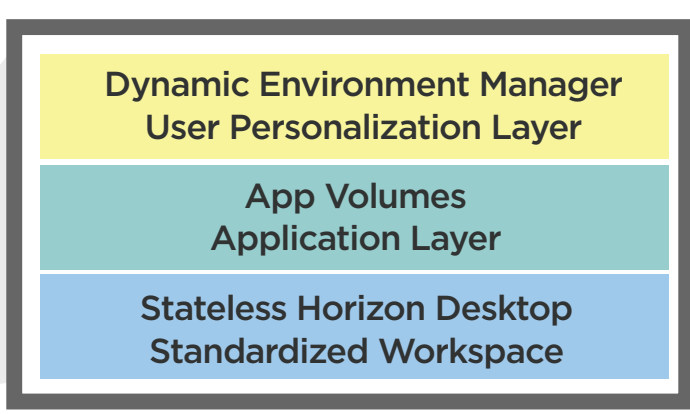 Dynamic Environment Manager
User Personalization Layer
App Volumes
Application Layer
Stateless Horizon Desktop
Standardized Workspace